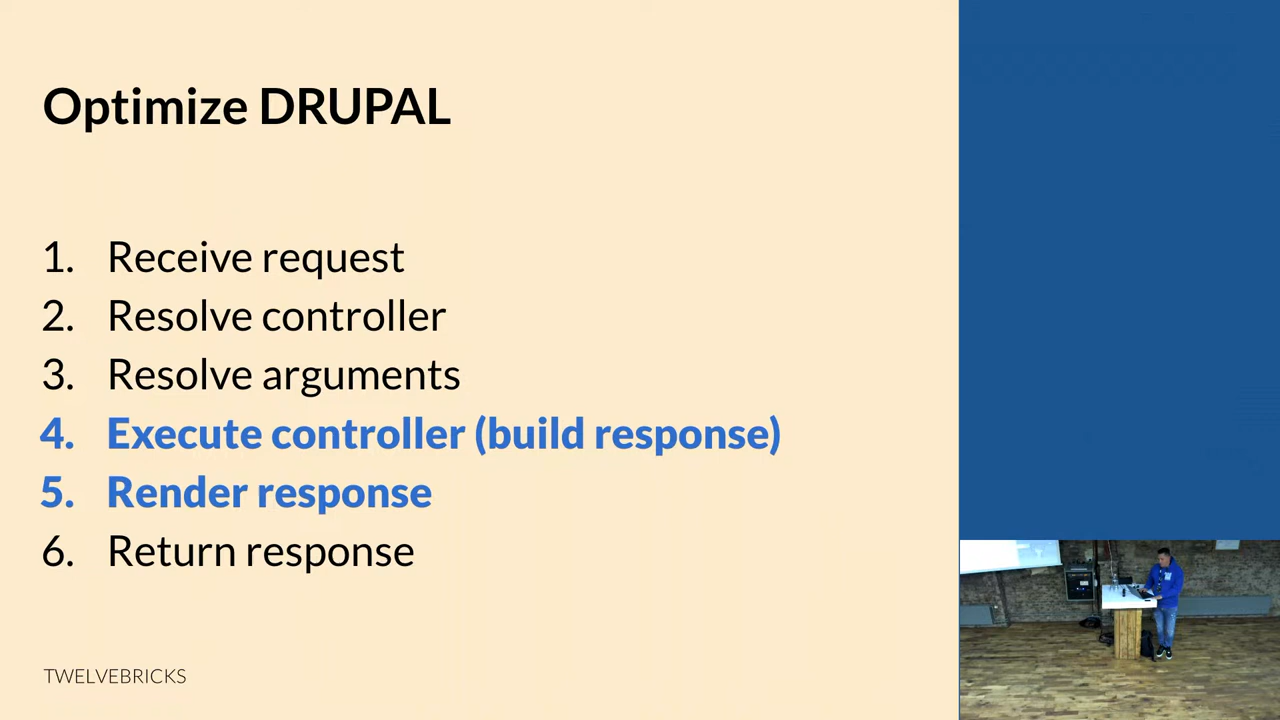 Optimize DRUPAL
1. Receive request
2. Resolve controller
3. Resolve arguments
4. Execute controller (build response)
5. Render response
6. Return response
TWELVEBRICKS